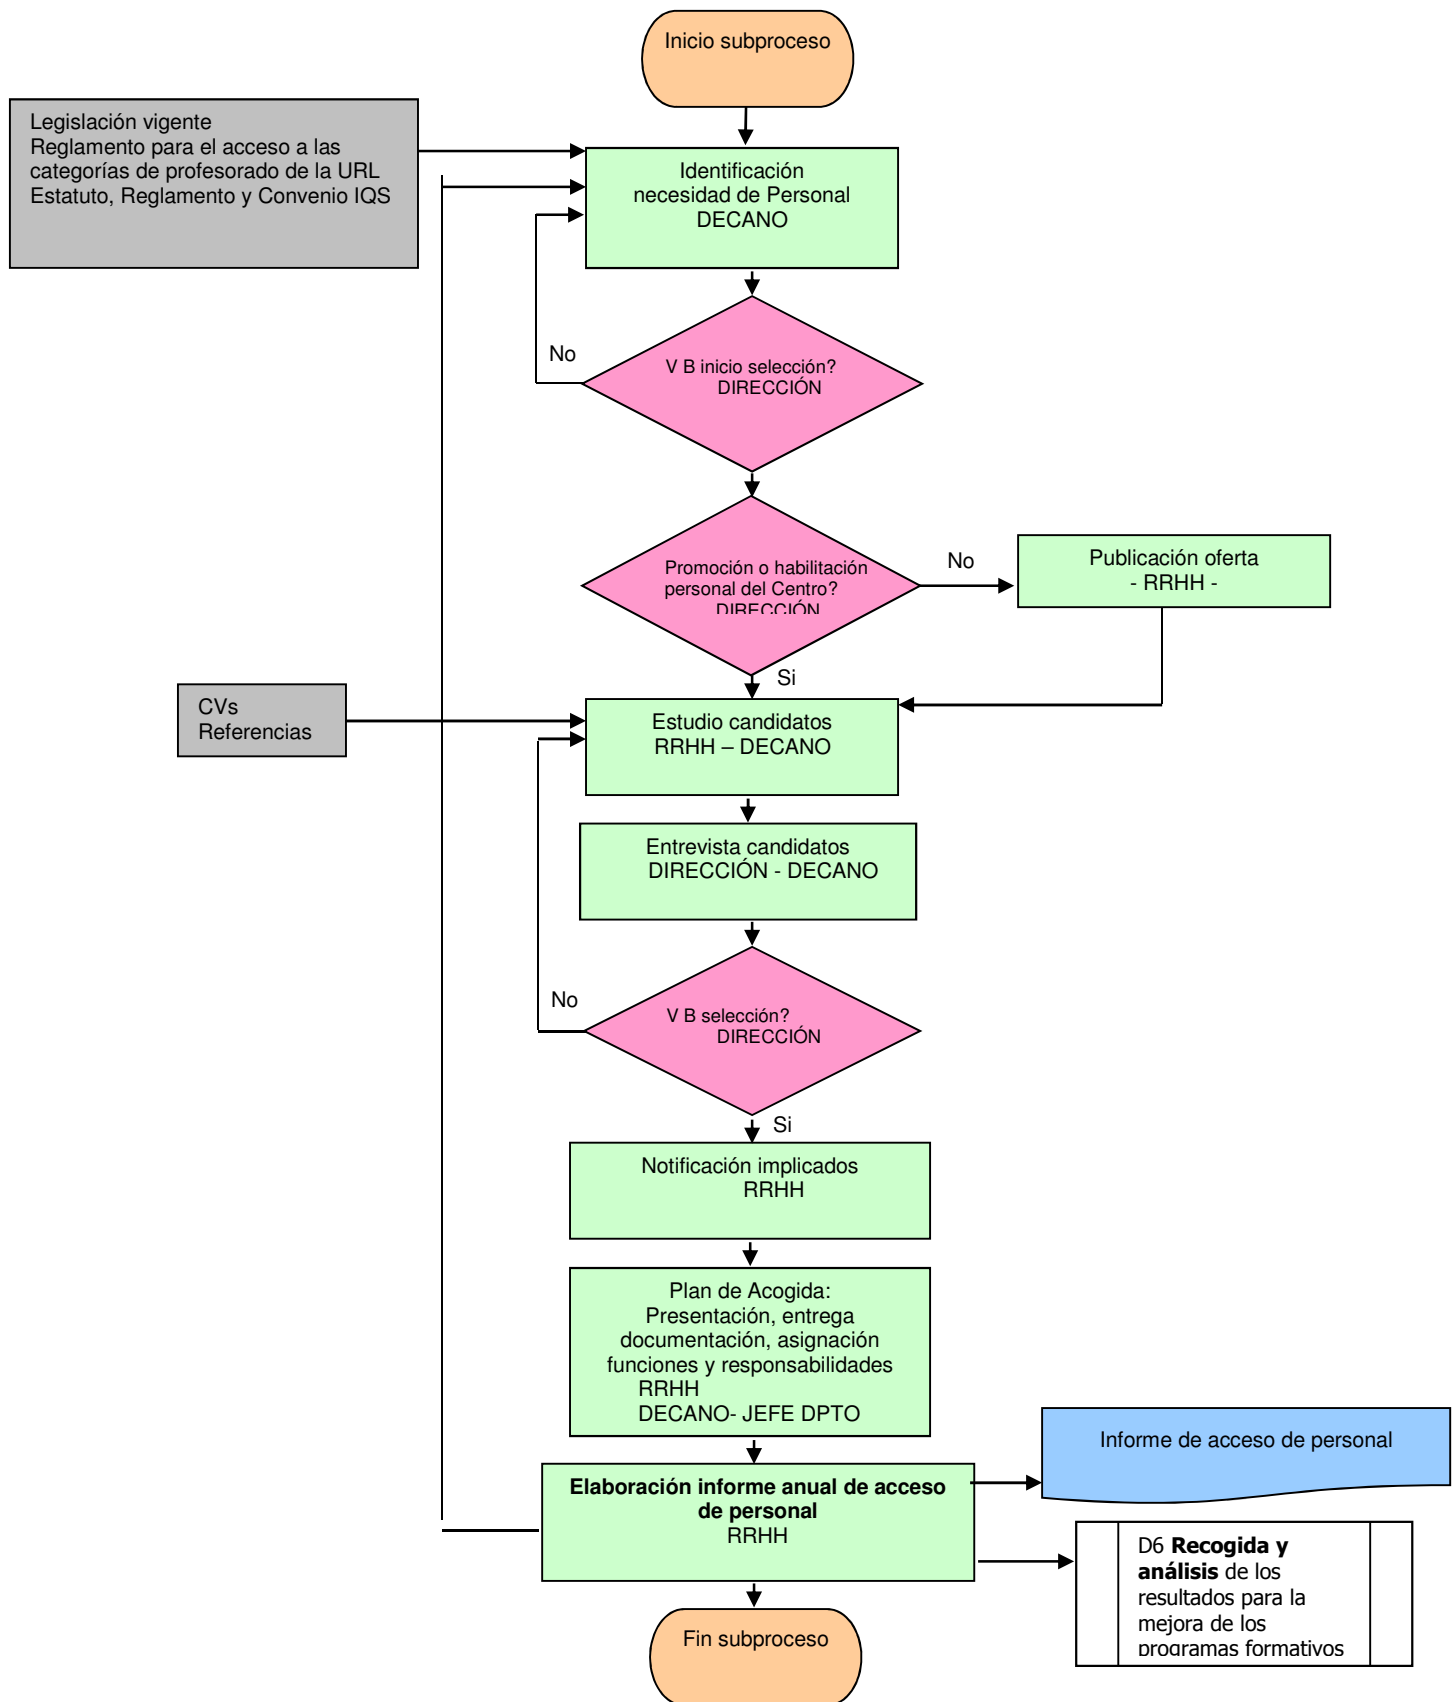 Inicio subproceso
Legislación vigente
Reglamento para el acceso a las
categorías de profesorado de la URL
Estatuto, Reglamento y Convenio IQS
Identificación
necesidad de Personal
DECANO
No
V B inicio selección?
DIRECCIÓN
Promoción o habilitación
personal del Centro?
DIRECCIÓN
No
Publicación oferta
- RRHH -
Si
CVs
Referencias
Estudio candidatos
RRHH – DECANO
Entrevista candidatos
DIRECCIÓN - DECANO
No
V B selección?
DIRECCIÓN
Si
Notificación implicados
RRHH
Plan de Acogida:
Presentación, entrega
documentación, asignación
funciones y responsabilidades
RRHH
DECANO- JEFE DPTO
Informe de acceso de personal
Elaboración informe anual de acceso
de personal
RRHH
D6 Recogida y
análisis de los
resultados para la
mejora de los
programas formativos
Fin subproceso